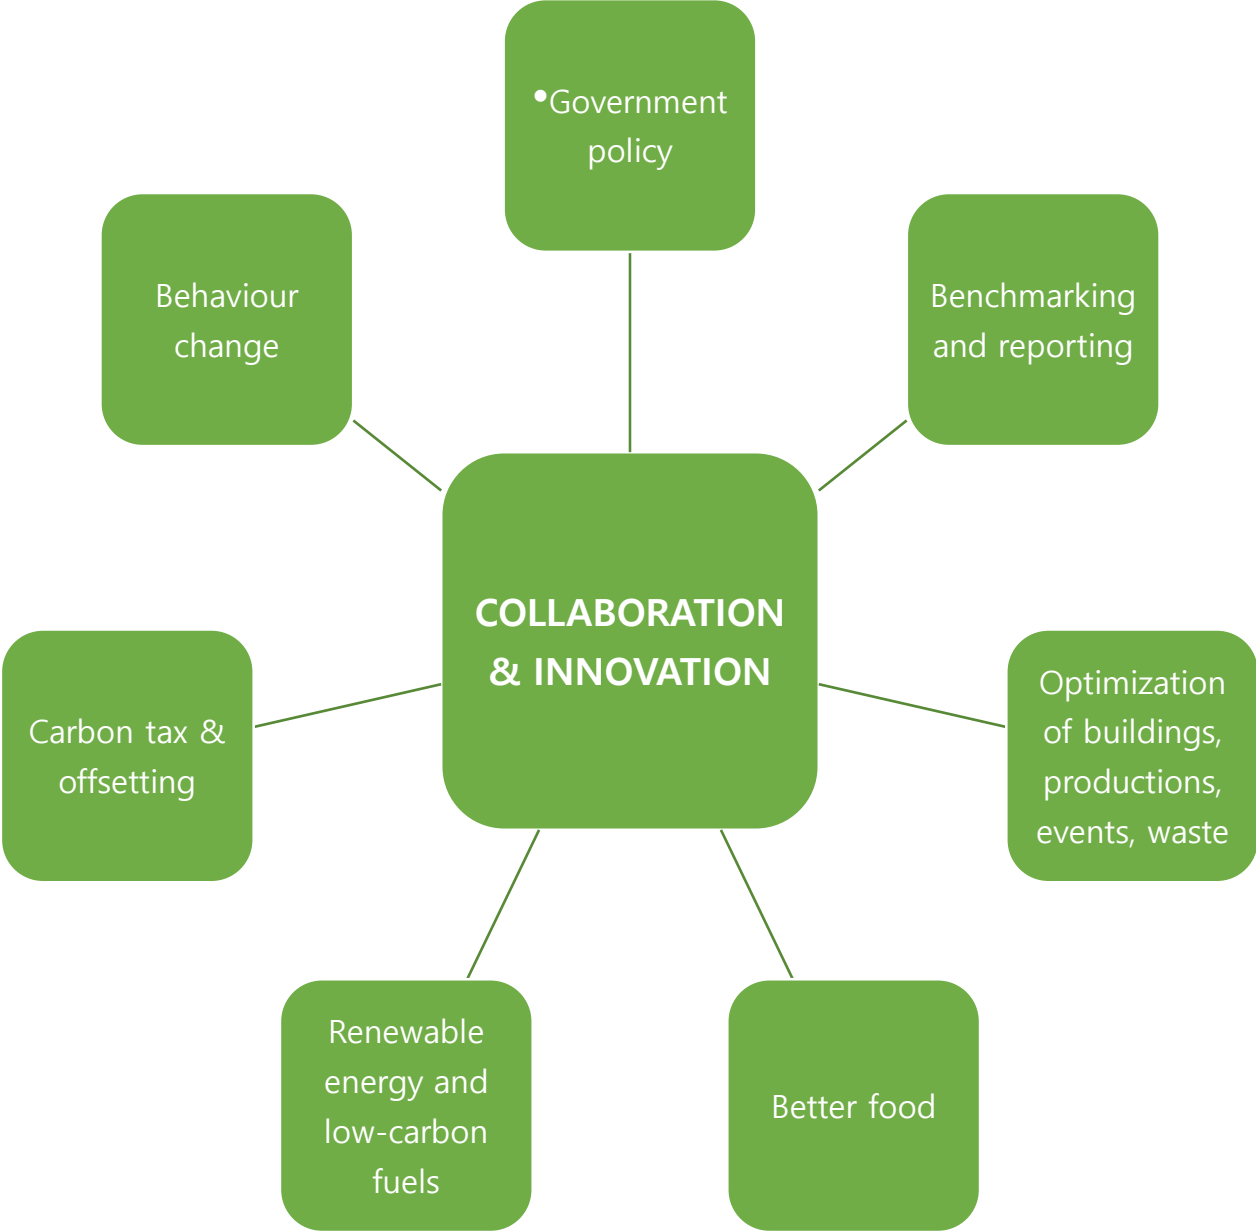 •Government
policy
Behaviour
change
Benchmarking
and reporting
COLLABORATION
& INNOVATION
Carbon tax &
offsetting
Optimization
of buildings,
productions,
events, waste
Renewable
energy and
low-carbon
fuels
Better food